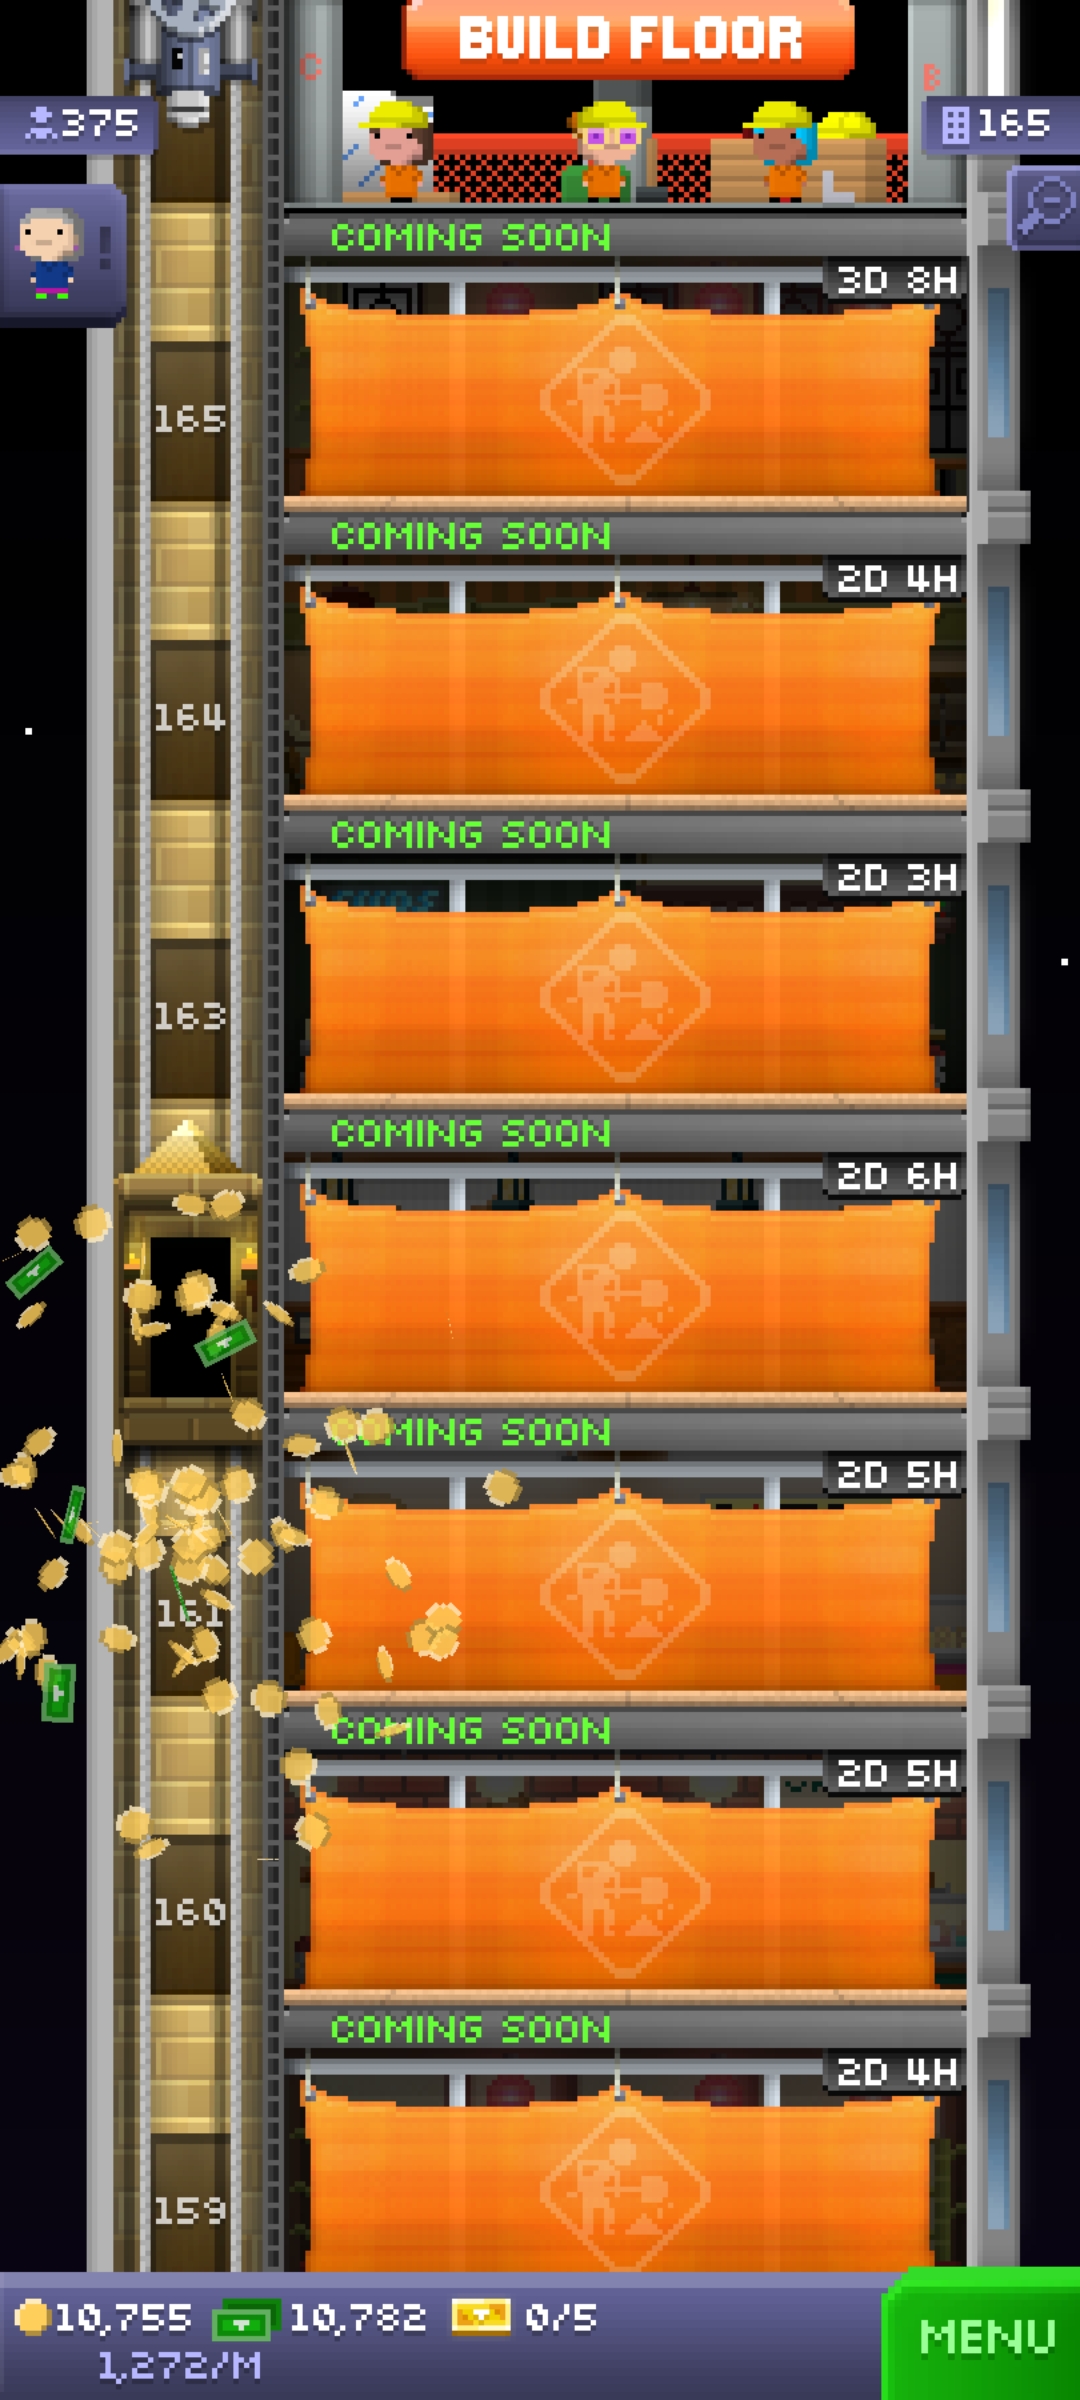 BUILD FLOOR
C
B
375
165
!
COMING SOON
3D 8H
165
COMING SOON
2D 4H
164
COMING SOON
2D 3H
163
COMING SOON
2D 6H
COMING SOON
2D 5H
161
COMING SOON
2D 5H
160
COMING SOON
2D 4H
159
10,755 10,782 0/5
1,272/M
MENU